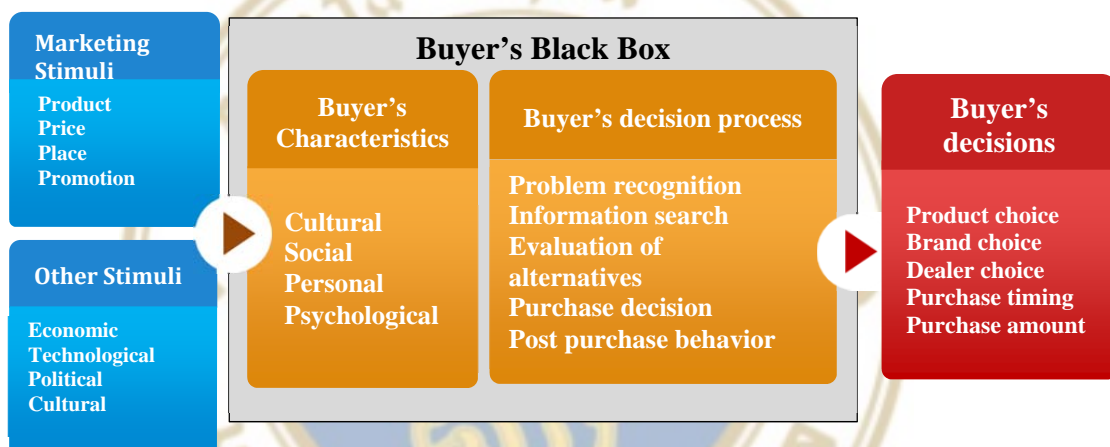 Marketing
Stimuli
Product
Price
Place
Promotion
Other Stimuli
Economic
Technological
Political
Cultural
Buyer’s Black Box
Buyer’s
Characteristics
Cultural
Social
Personal
Psychological
Buyer’s decision process
Problem recognition
Information search
Evaluation of
alternatives
Purchase decision
Post purchase behavior
Buyer’s
decisions
Product choice
Brand choice
Dealer choice
Purchase timing
Purchase amount